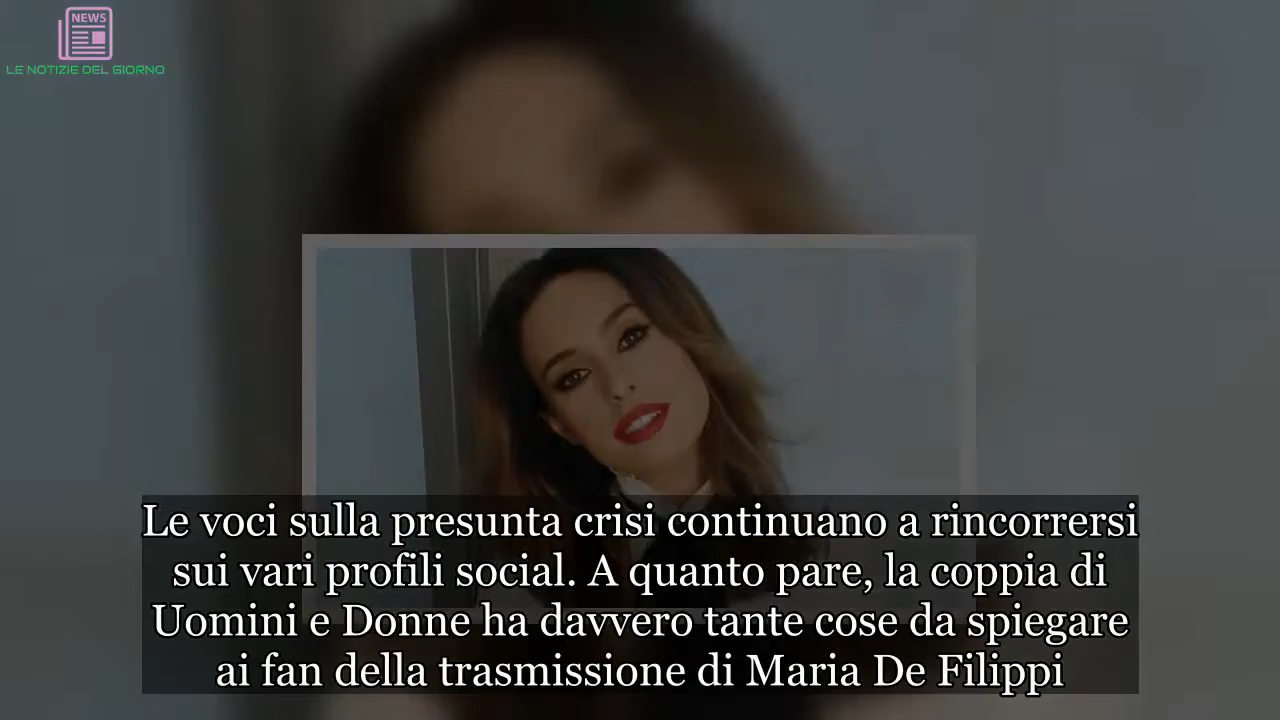 NEWS
LE NOTIZIE DEL GIORNO
Le voci sulla presunta crisi continuano a rincorrersi
sui vari profili social. A quanto pare, la coppia di
Uomini e Donne ha davvero tante cose da spiegare
ai fan della trasmissione di Maria De Filippi